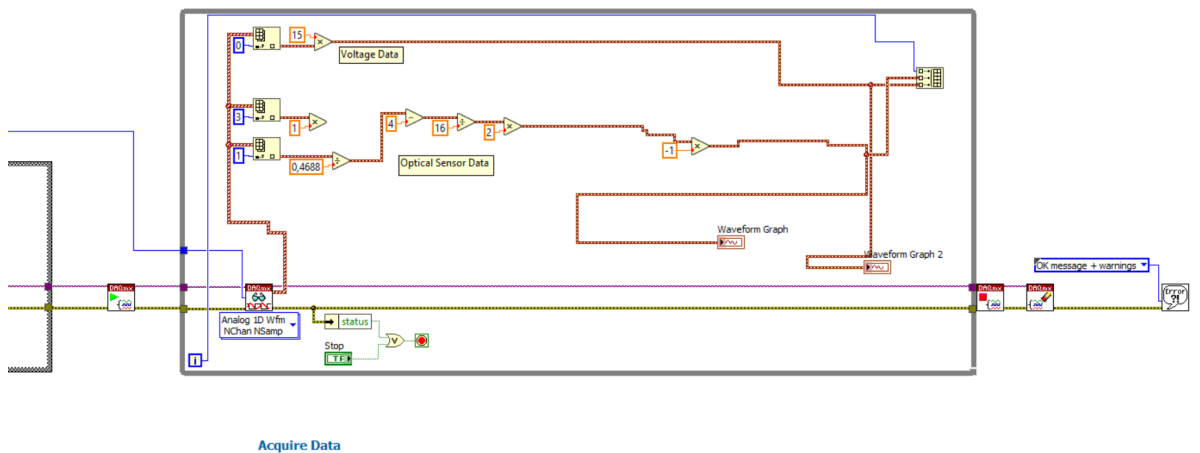 15
0
Voltage Data
3
1
4
16
2
1
0,4688
Optical Sensor Data
-1
Waveform Graph
Waveform Graph 2
OK message + warnings
DAQmx
DAQmx
DAQmx
DAQmx
Error
?!
Analog 1D Wfm
NChan NSamp
status
Stop
TF
V
i
Acquire Data